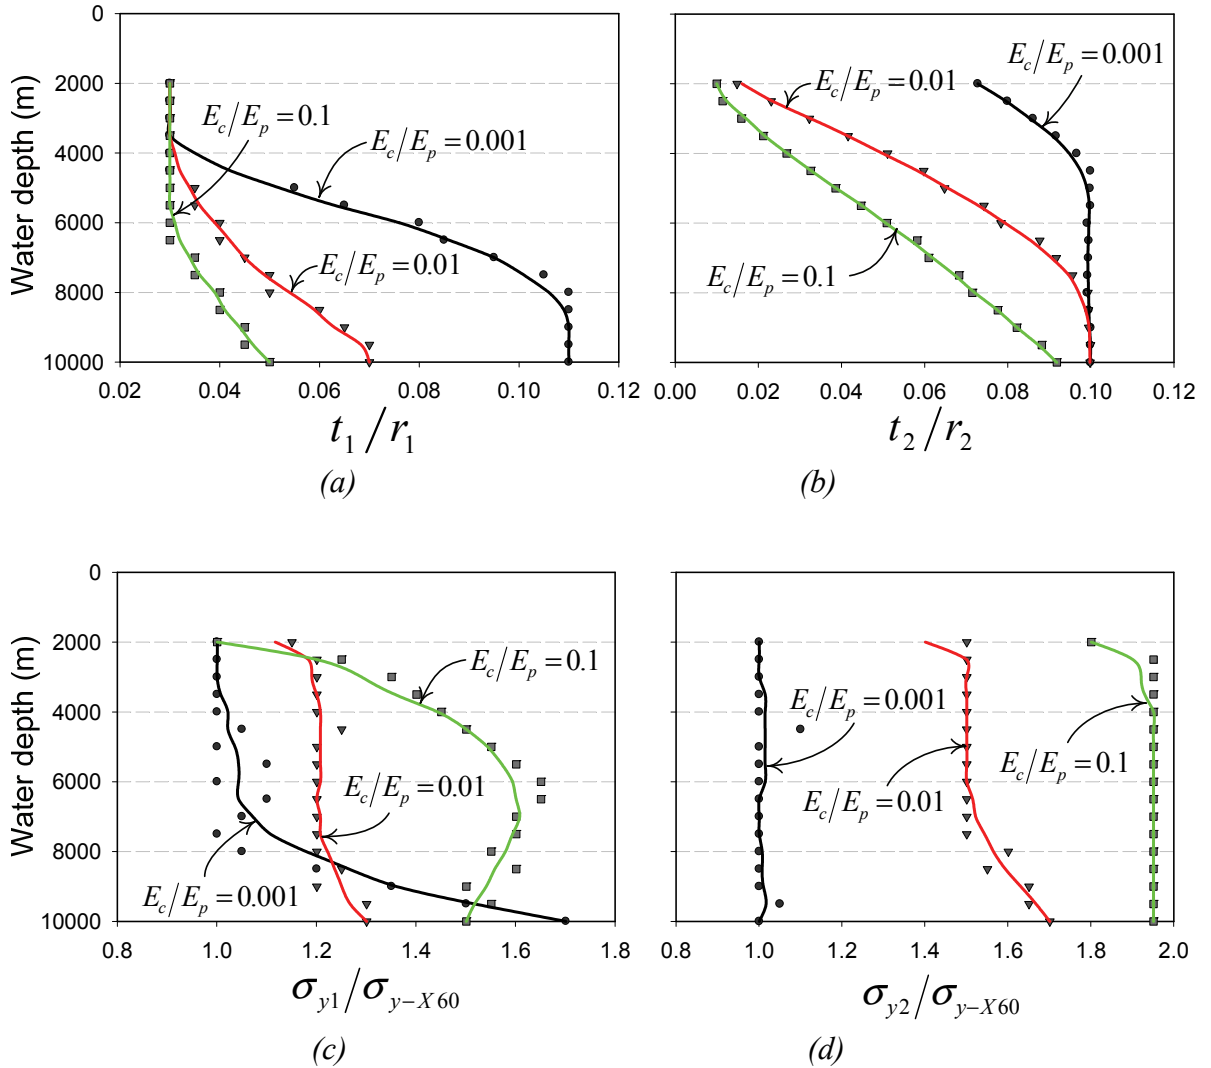 0
2000
4000
6000
8000
10000
Water depth (m)
E_c/E_p = 0.1
E_c/E_p = 0.001
E_c/E_p = 0.01
0.02 0.04 0.06 0.08 0.10 0.12
t_1/r_1
(a)
E_c/E_p = 0.001
E_c/E_p = 0.01
E_c/E_p = 0.1
0.00 0.02 0.04 0.06 0.08 0.10 0.12
t_2/r_2
(b)
0
2000
4000
6000
8000
10000
Water depth (m)
E_c/E_p = 0.1
E_c/E_p = 0.01
E_c/E_p = 0.001
0.8 1.0 1.2 1.4 1.6 1.8
σ_{y1}/σ_{y-X60}
(c)
E_c/E_p = 0.001
E_c/E_p = 0.1
E_c/E_p = 0.01
0.8 1.0 1.2 1.4 1.6 1.8 2.0
σ_{y2}/σ_{y-X60}
(d)